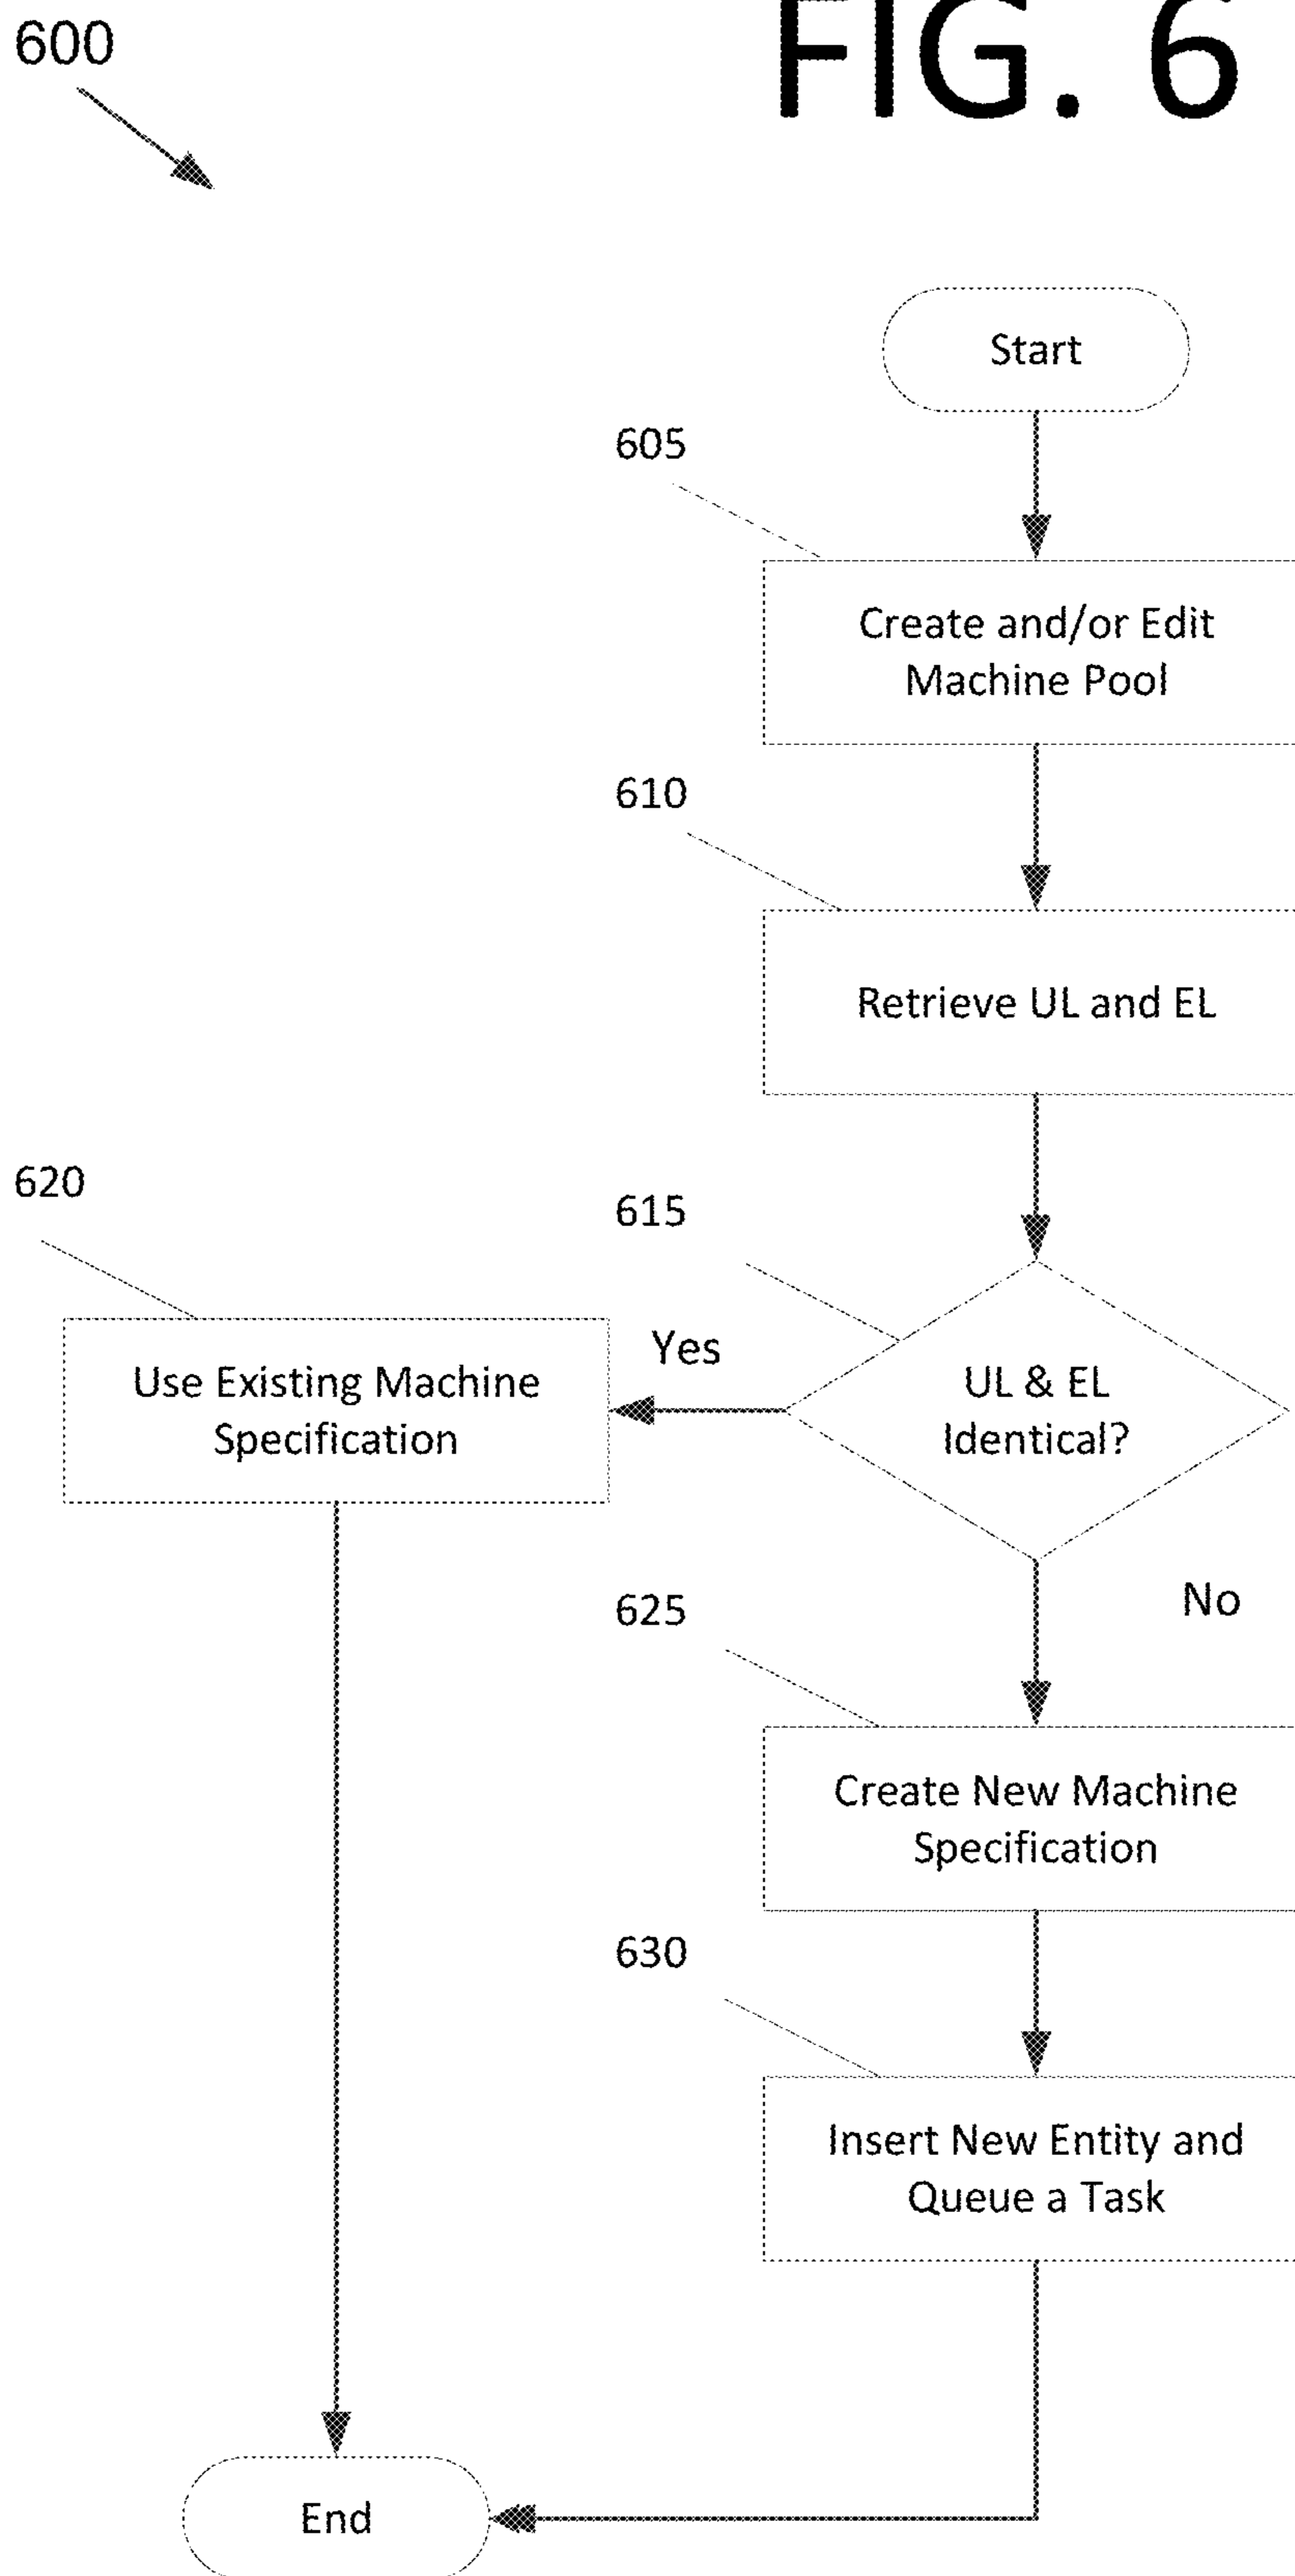 600
FIG. 6
Start
605
Create and/or Edit
Machine Pool
610
Retrieve UL and EL
620
615
Use Existing Machine
Specification
Yes
UL & EL
Identical?
625
No
Create New Machine
Specification
630
Insert New Entity and
Queue a Task
End